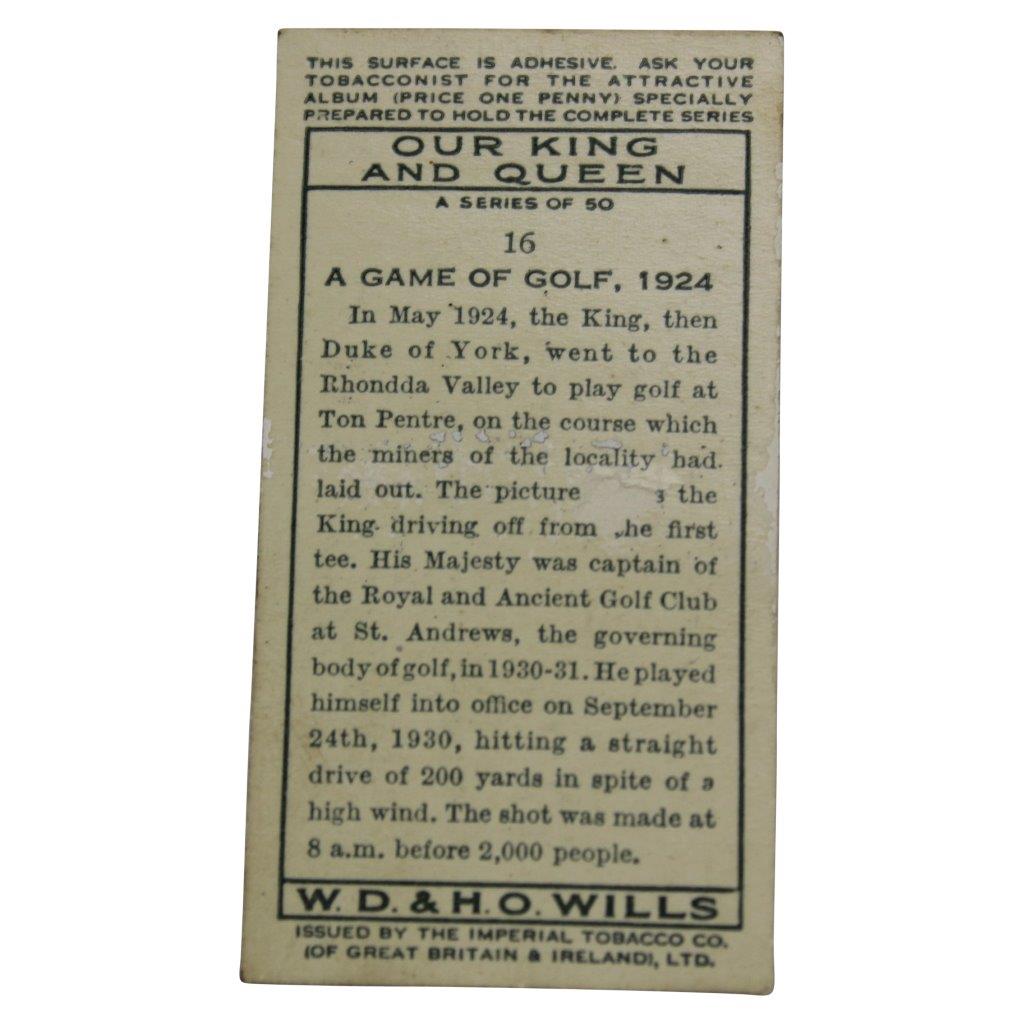 THIS SURFACE IS ADHESIVE. ASK YOUR
TOBACCONIST FOR THE ATTRACTIVE
ALBUM (PRICE ONE PENNY) SPECIALLY
PREPARED TO HOLD THE COMPLETE SERIES
OUR KING
AND QUEEN
A SERIES OF 50
16
A GAME OF GOLF, 1924
In May 1924, the King, then
Duke of York, went to the
Rhondda Valley to play golf at
Ton Pentre, on the course which
the miners of the locality had
laid out. The picture the
King driving off from the first
tee. His Majesty was captain of
the Royal and Ancient Golf Club
at St. Andrews, the governing
body of golf, in 1930-31. He played
himself into office on September
24th, 1930, hitting a straight
drive of 200 yards in spite of a
high wind. The shot was made at
8 a.m. before 2,000 people.
W. D. & H. O. WILLS
ISSUED BY THE IMPERIAL TOBACCO CO.
(OF GREAT BRITAIN & IRELAND), LTD.